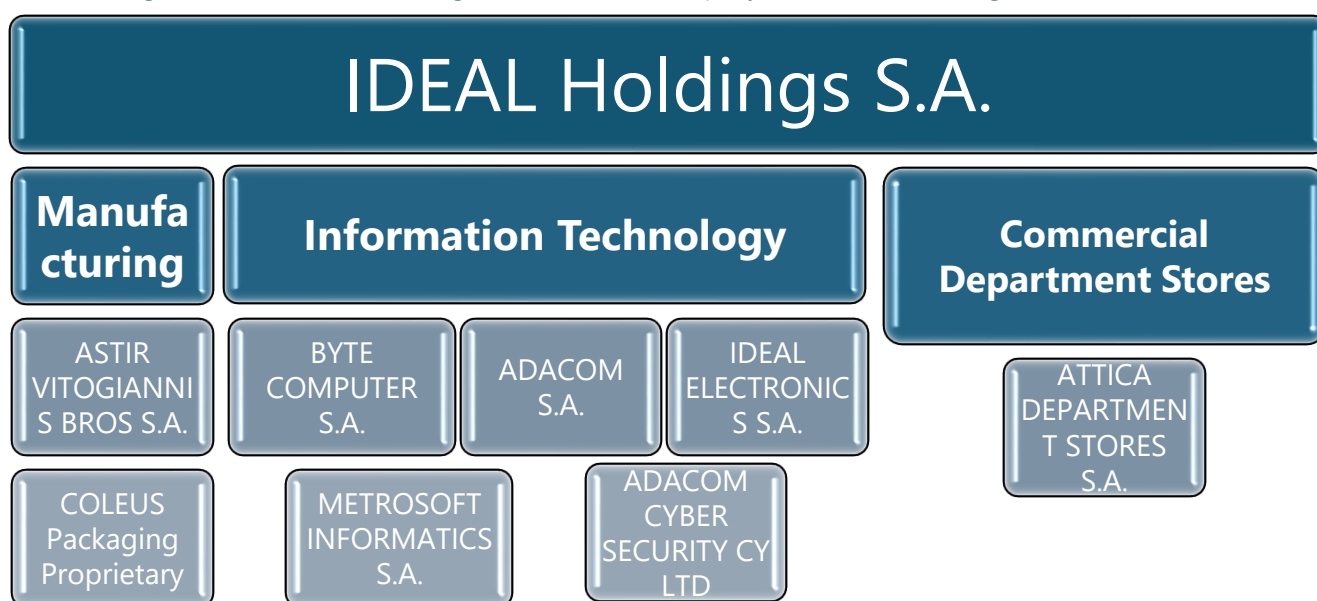 IDEAL Holdings S.A.
Manufa
cturing
Information Technology
Commercial
Department Stores
ASTIR
VITOGIANNI
S BROS S.A.
BYTE
COMPUTER
S.A.
ADACOM
S.A.
IDEAL
ELECTRONIC
S S.A.
ATTICA
DEPARTMEN
T STORES
S.A.
COLEUS
Packaging
Proprietary
METROSOFT
INFORMATICS
S.A.
ADACOM
CYBER
SECURITY CY
LTD